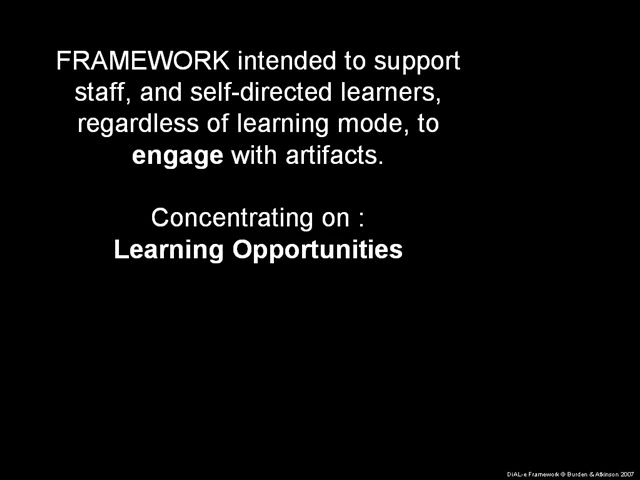 FRAMEWORK intended to support
staff, and self-directed learners,
regardless of learning mode, to
engage with artifacts.
Concentrating on :
Learning Opportunities
DiAL-e Framework © Burden & Atkinson 2007